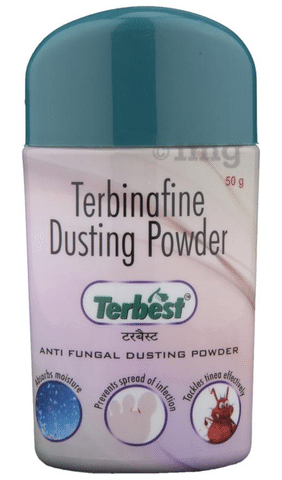 © 1mg
50 g
Terbinafine
Dusting Powder
Terbest
टरबैस्ट
ANTI FUNGAL DUSTING POWDER
Absorbs moisture
Prevents spread of infection
Tackles tinea effectively